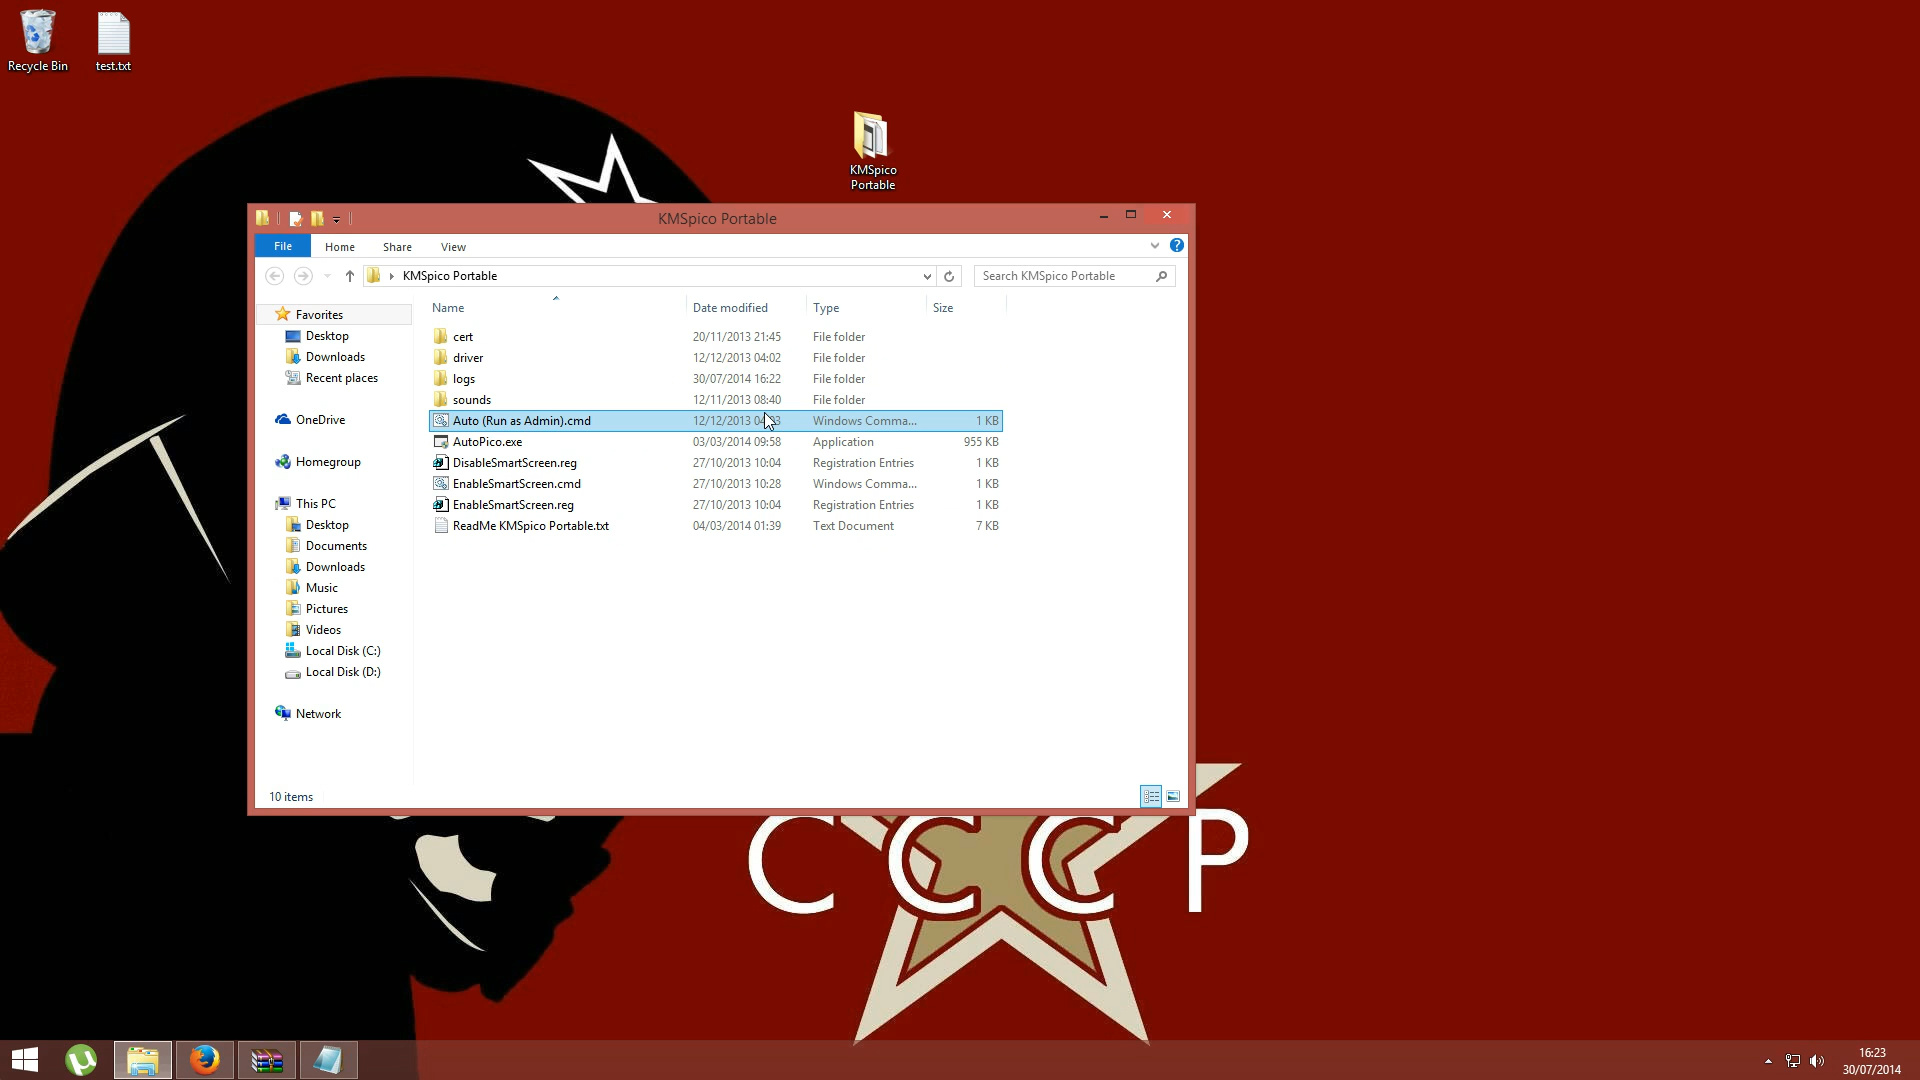 Recycle Bin
test.txt
KMSpico
Portable
KMSpico Portable
File
Home
Share
View
KMSpico Portable
Search KMSpico Portable
Name
Date modified
Type
Size
Favorites
Desktop
Downloads
Recent places
OneDrive
Homegroup
This PC
Desktop
Documents
Downloads
Music
Pictures
Videos
Local Disk (C:)
Local Disk (D:)
Network
cert 20/11/2013 21:45 File folder
driver 12/12/2013 04:02 File folder
logs 30/07/2014 16:22 File folder
sounds 12/11/2013 08:40 File folder
Auto (Run as Admin).cmd 12/12/2013 Windows Comma... 1 KB
AutoPico.exe 03/03/2014 09:58 Application 955 KB
DisableSmartScreen.reg 27/10/2013 10:04 Registration Entries 1 KB
EnableSmartScreen.cmd 27/10/2013 10:28 Windows Comma... 1 KB
EnableSmartScreen.reg 27/10/2013 10:04 Registration Entries 1 KB
ReadMe KMSpico Portable.txt 04/03/2014 01:39 Text Document 7 KB
10 items
СССР
16:23
30/07/2014